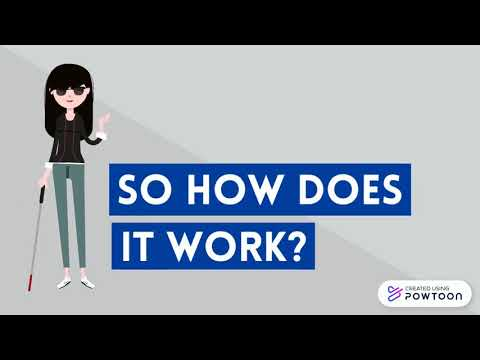 SO HOW DOES
IT WORK?
CREATED USING
POWTOON